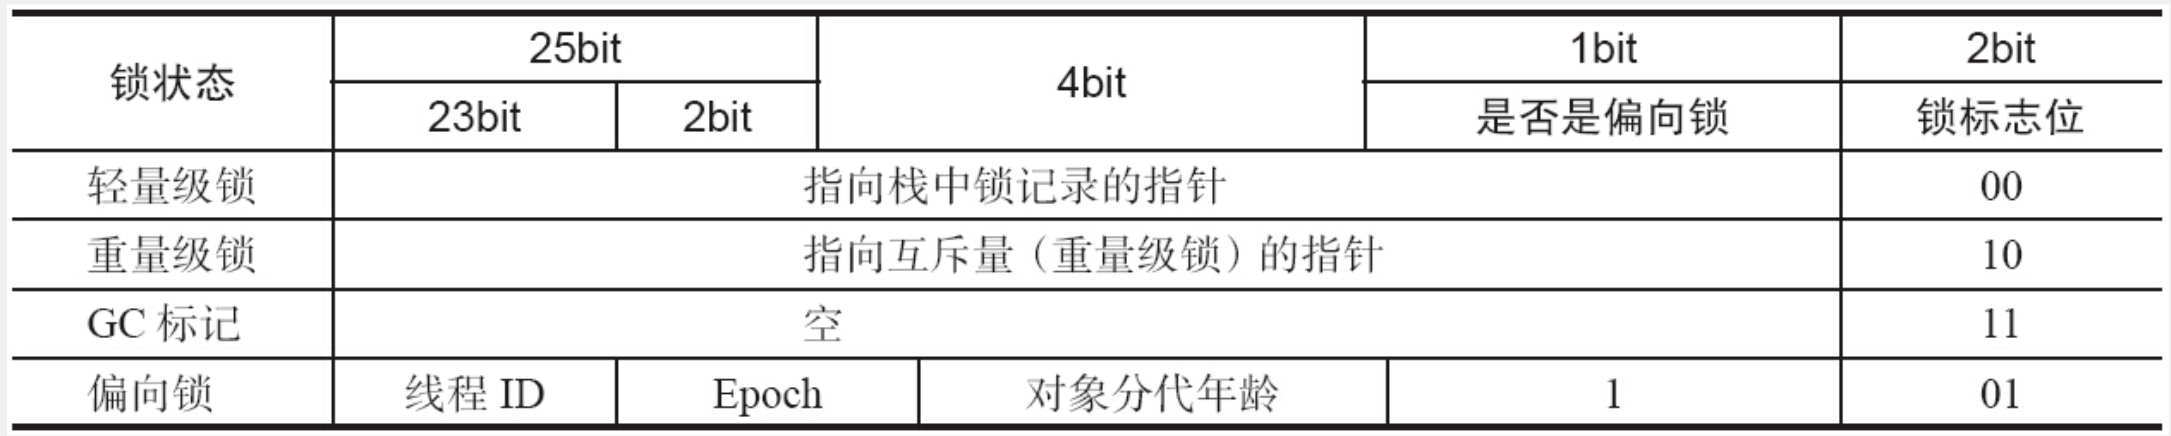 锁状态 25bit 4bit 1bit 2bit
23bit 2bit 是否是偏向锁 锁标志位
轻量级锁 指向栈中锁记录的指针 00
重量级锁 指向互斥量（重量级锁）的指针 10
GC 标记 空 11
偏向锁 线程 ID Epoch 对象分代年龄 1 01